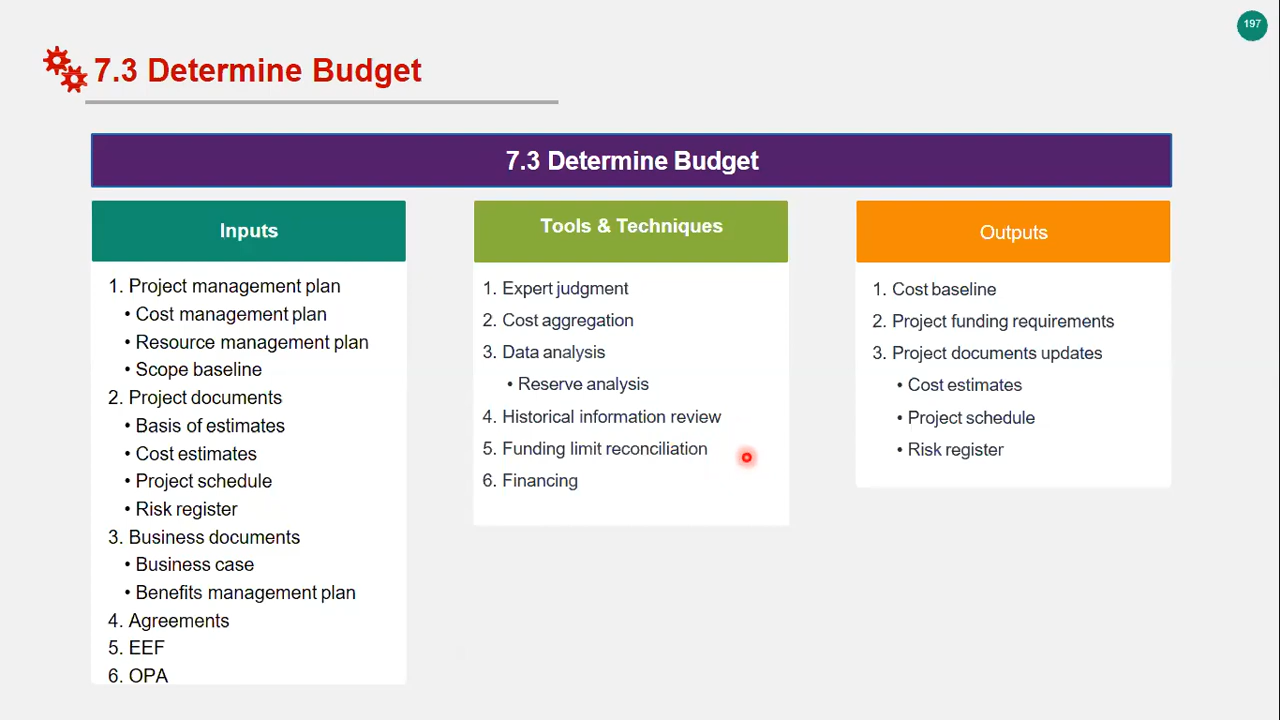 197
7.3 Determine Budget
7.3 Determine Budget
Inputs
1. Project management plan
• Cost management plan
• Resource management plan
• Scope baseline
2. Project documents
• Basis of estimates
• Cost estimates
• Project schedule
• Risk register
3. Business documents
• Business case
• Benefits management plan
4. Agreements
5. EEF
6. OPA
Tools & Techniques
1. Expert judgment
2. Cost aggregation
3. Data analysis
• Reserve analysis
4. Historical information review
5. Funding limit reconciliation
6. Financing
Outputs
1. Cost baseline
2. Project funding requirements
3. Project documents updates
• Cost estimates
• Project schedule
• Risk register